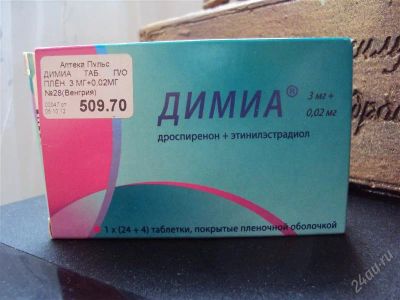 Аптека Пульс
ДИМИА ТАБ. П/О
ПЛЁН. 3 МГ+0,02МГ
№28(Венгрия)
509.70
ДИМИА®
3 мг +
0,02 мг
дроспиренон + этинилэстрадиол
1 x (24 + 4) таблетки, покрытые пленочной оболочкой
24au.ru